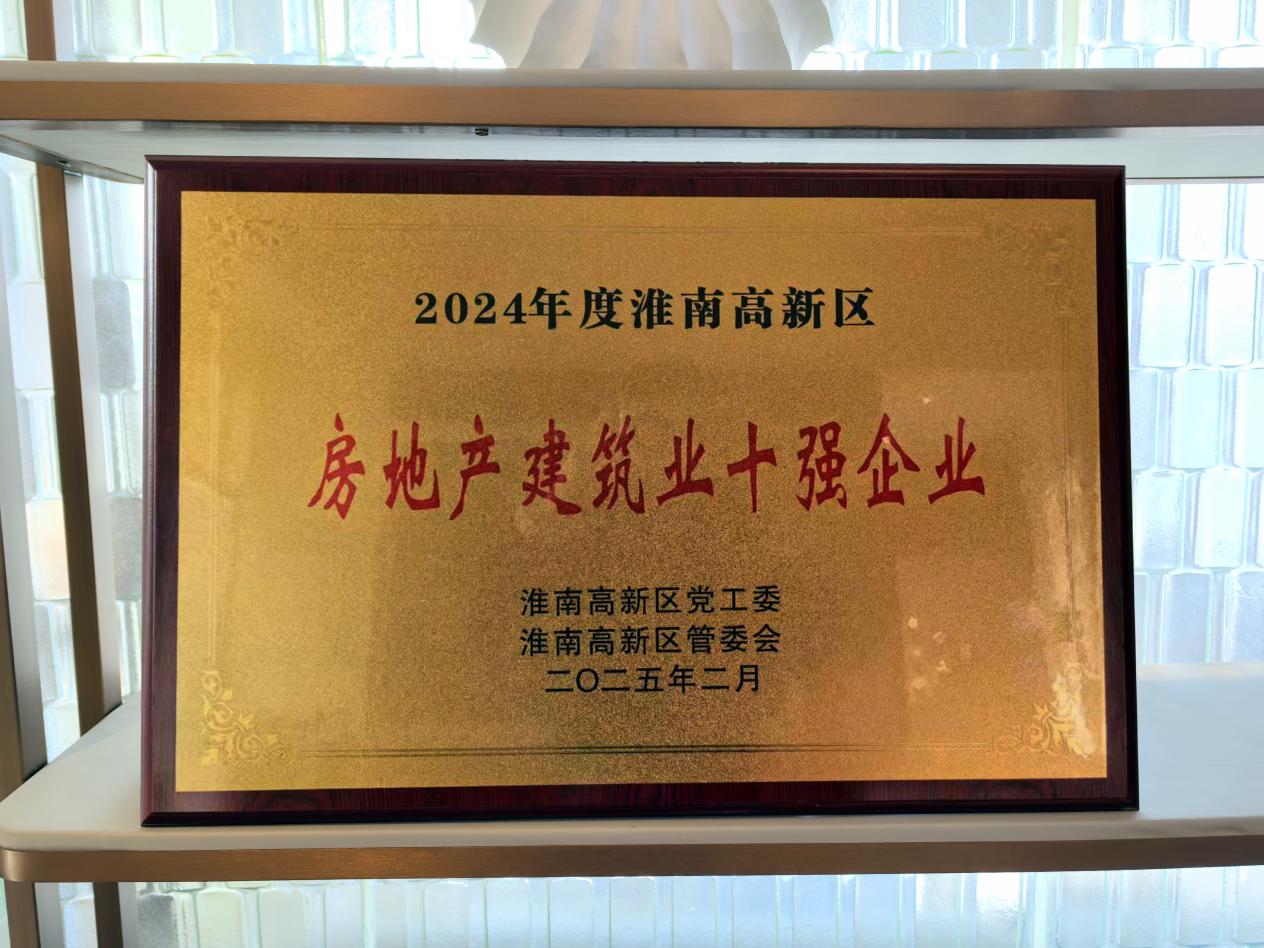 2024年度淮南高新区
房地产建筑业十强企业
淮南高新区党工委
淮南高新区管委会
二〇二五年二月